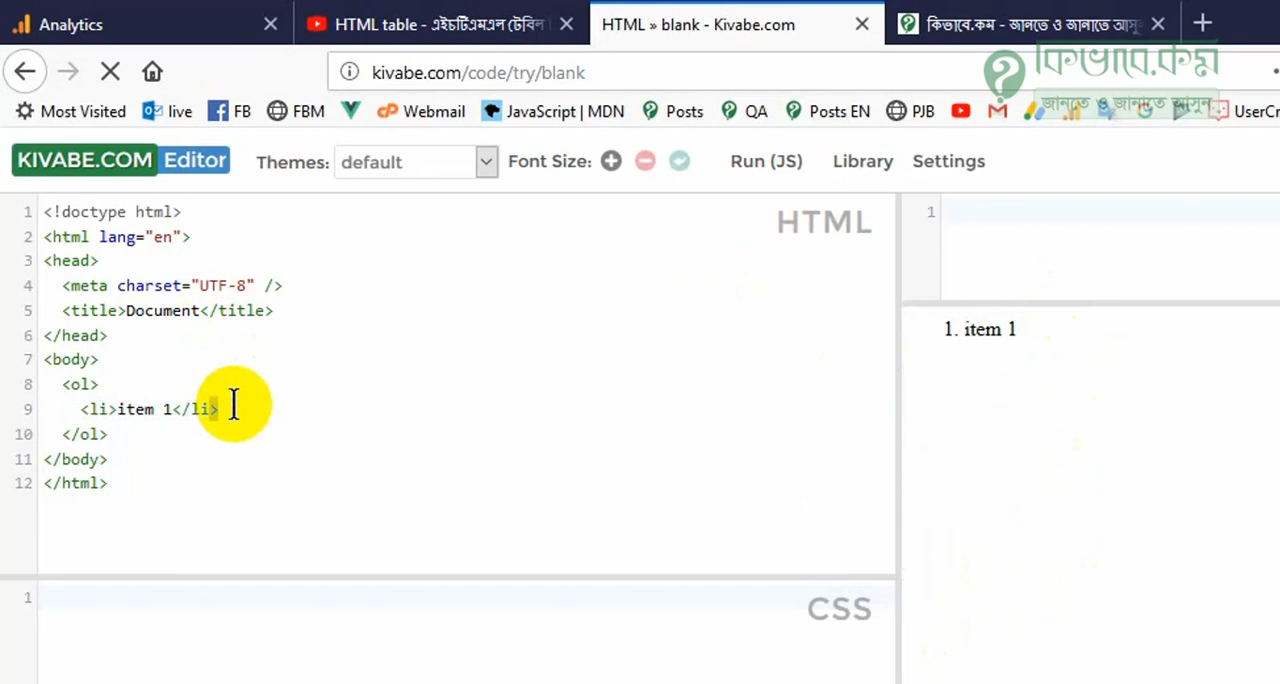 Analytics
HTML table - এইচটিএমএল টেবিল
HTML » blank - Kivabe.com
কিভাবে.কম - জানতে ও জানাতে আসুন
কিভাবে.কম
জানতে ও জানাতে আসুন
kivabe.com/code/try/blank
Most Visited live FB FBM Webmail JavaScript | MDN Posts QA Posts EN PJB UserCr
KIVABE.COM Editor Themes: default Font Size: Run (JS) Library Settings
HTML
1 <!doctype html>
2 <html lang="en">
3 <head>
4 <meta charset="UTF-8" />
5 <title>Document</title>
6 </head>
7 <body>
8 <ol>
9 <li>item 1</li>
10 </ol>
11 </body>
12 </html>
1
CSS
1
1. item 1